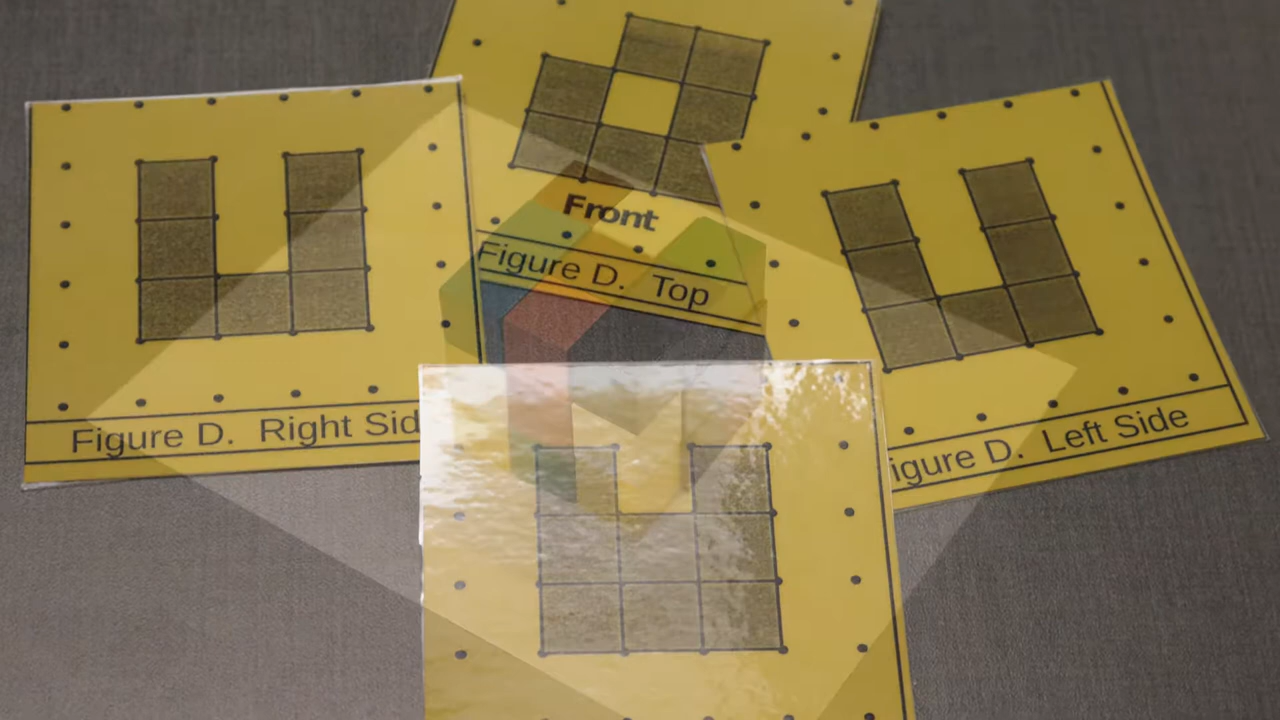 Front
Figure D. Top
Figure D. Right Sid
igure D. Left Side